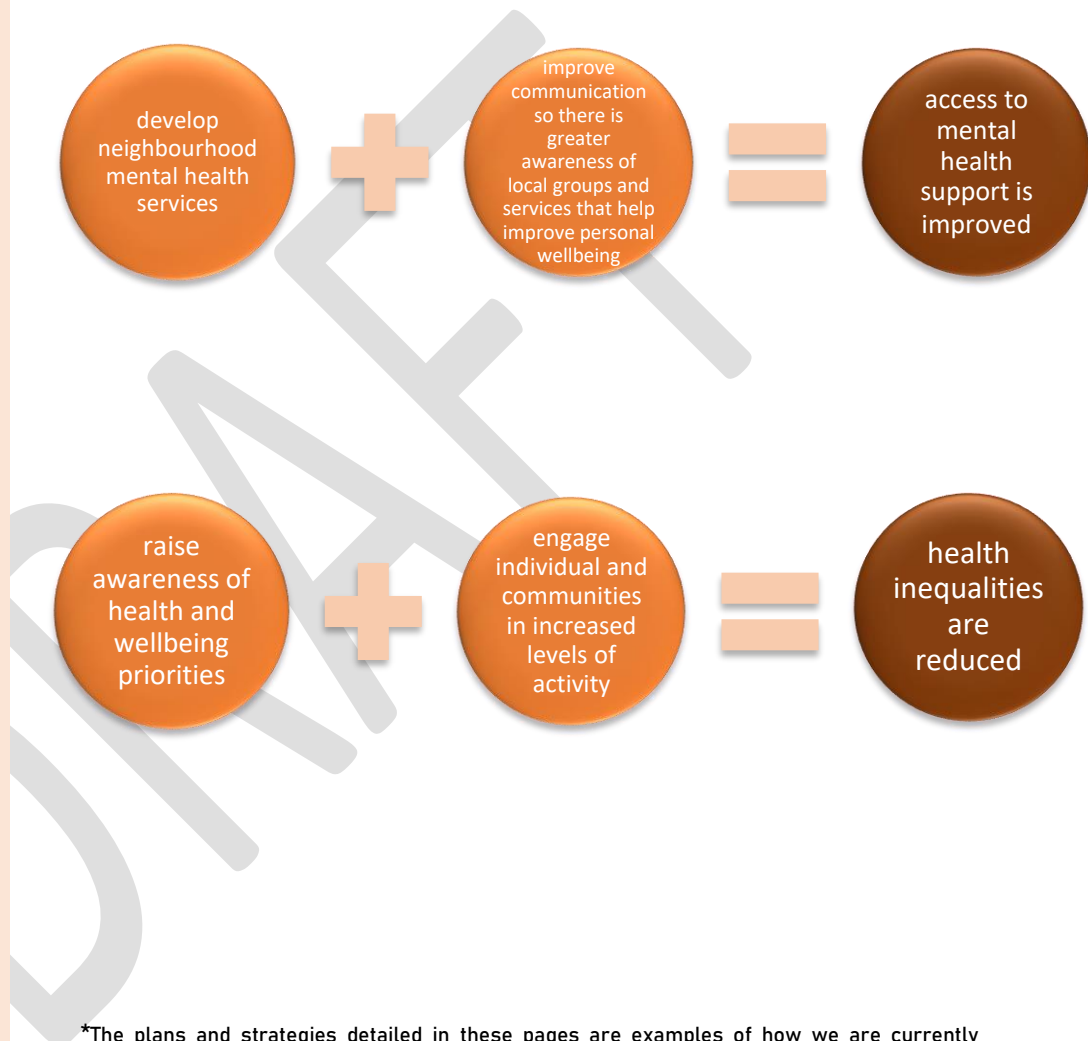 develop
neighbourhood
mental health
services
improve
communication
so there is
greater
awareness of
local groups and
services that help
improve personal
wellbeing
access to
mental
health
support is
improved
raise
awareness of
health and
wellbeing
priorities
engage
individual and
communities
in increased
levels of
activity
health
inequalities
are
reduced
DRAFT
*The plans and strategies detailed in these pages are examples of how we are currently